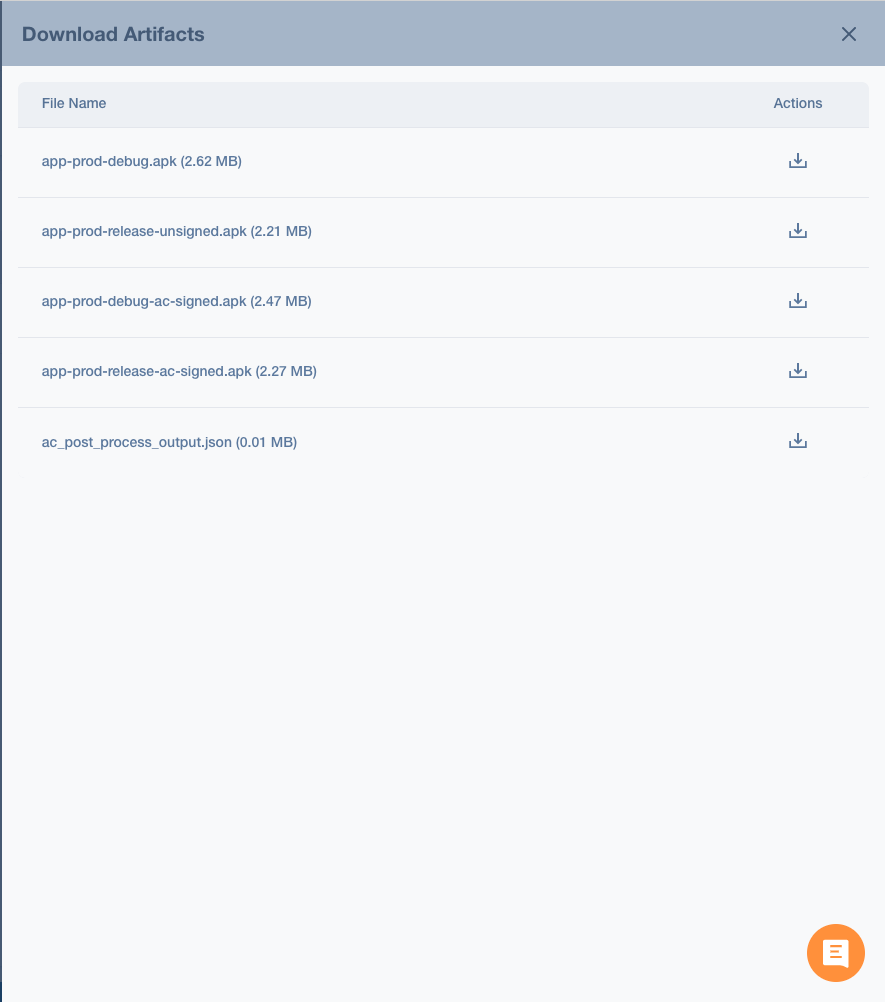 Download Artifacts
File Name Actions
app-prod-debug.apk (2.62 MB)
app-prod-release-unsigned.apk (2.21 MB)
app-prod-debug-ac-signed.apk (2.47 MB)
app-prod-release-ac-signed.apk (2.27 MB)
ac_post_process_output.json (0.01 MB)